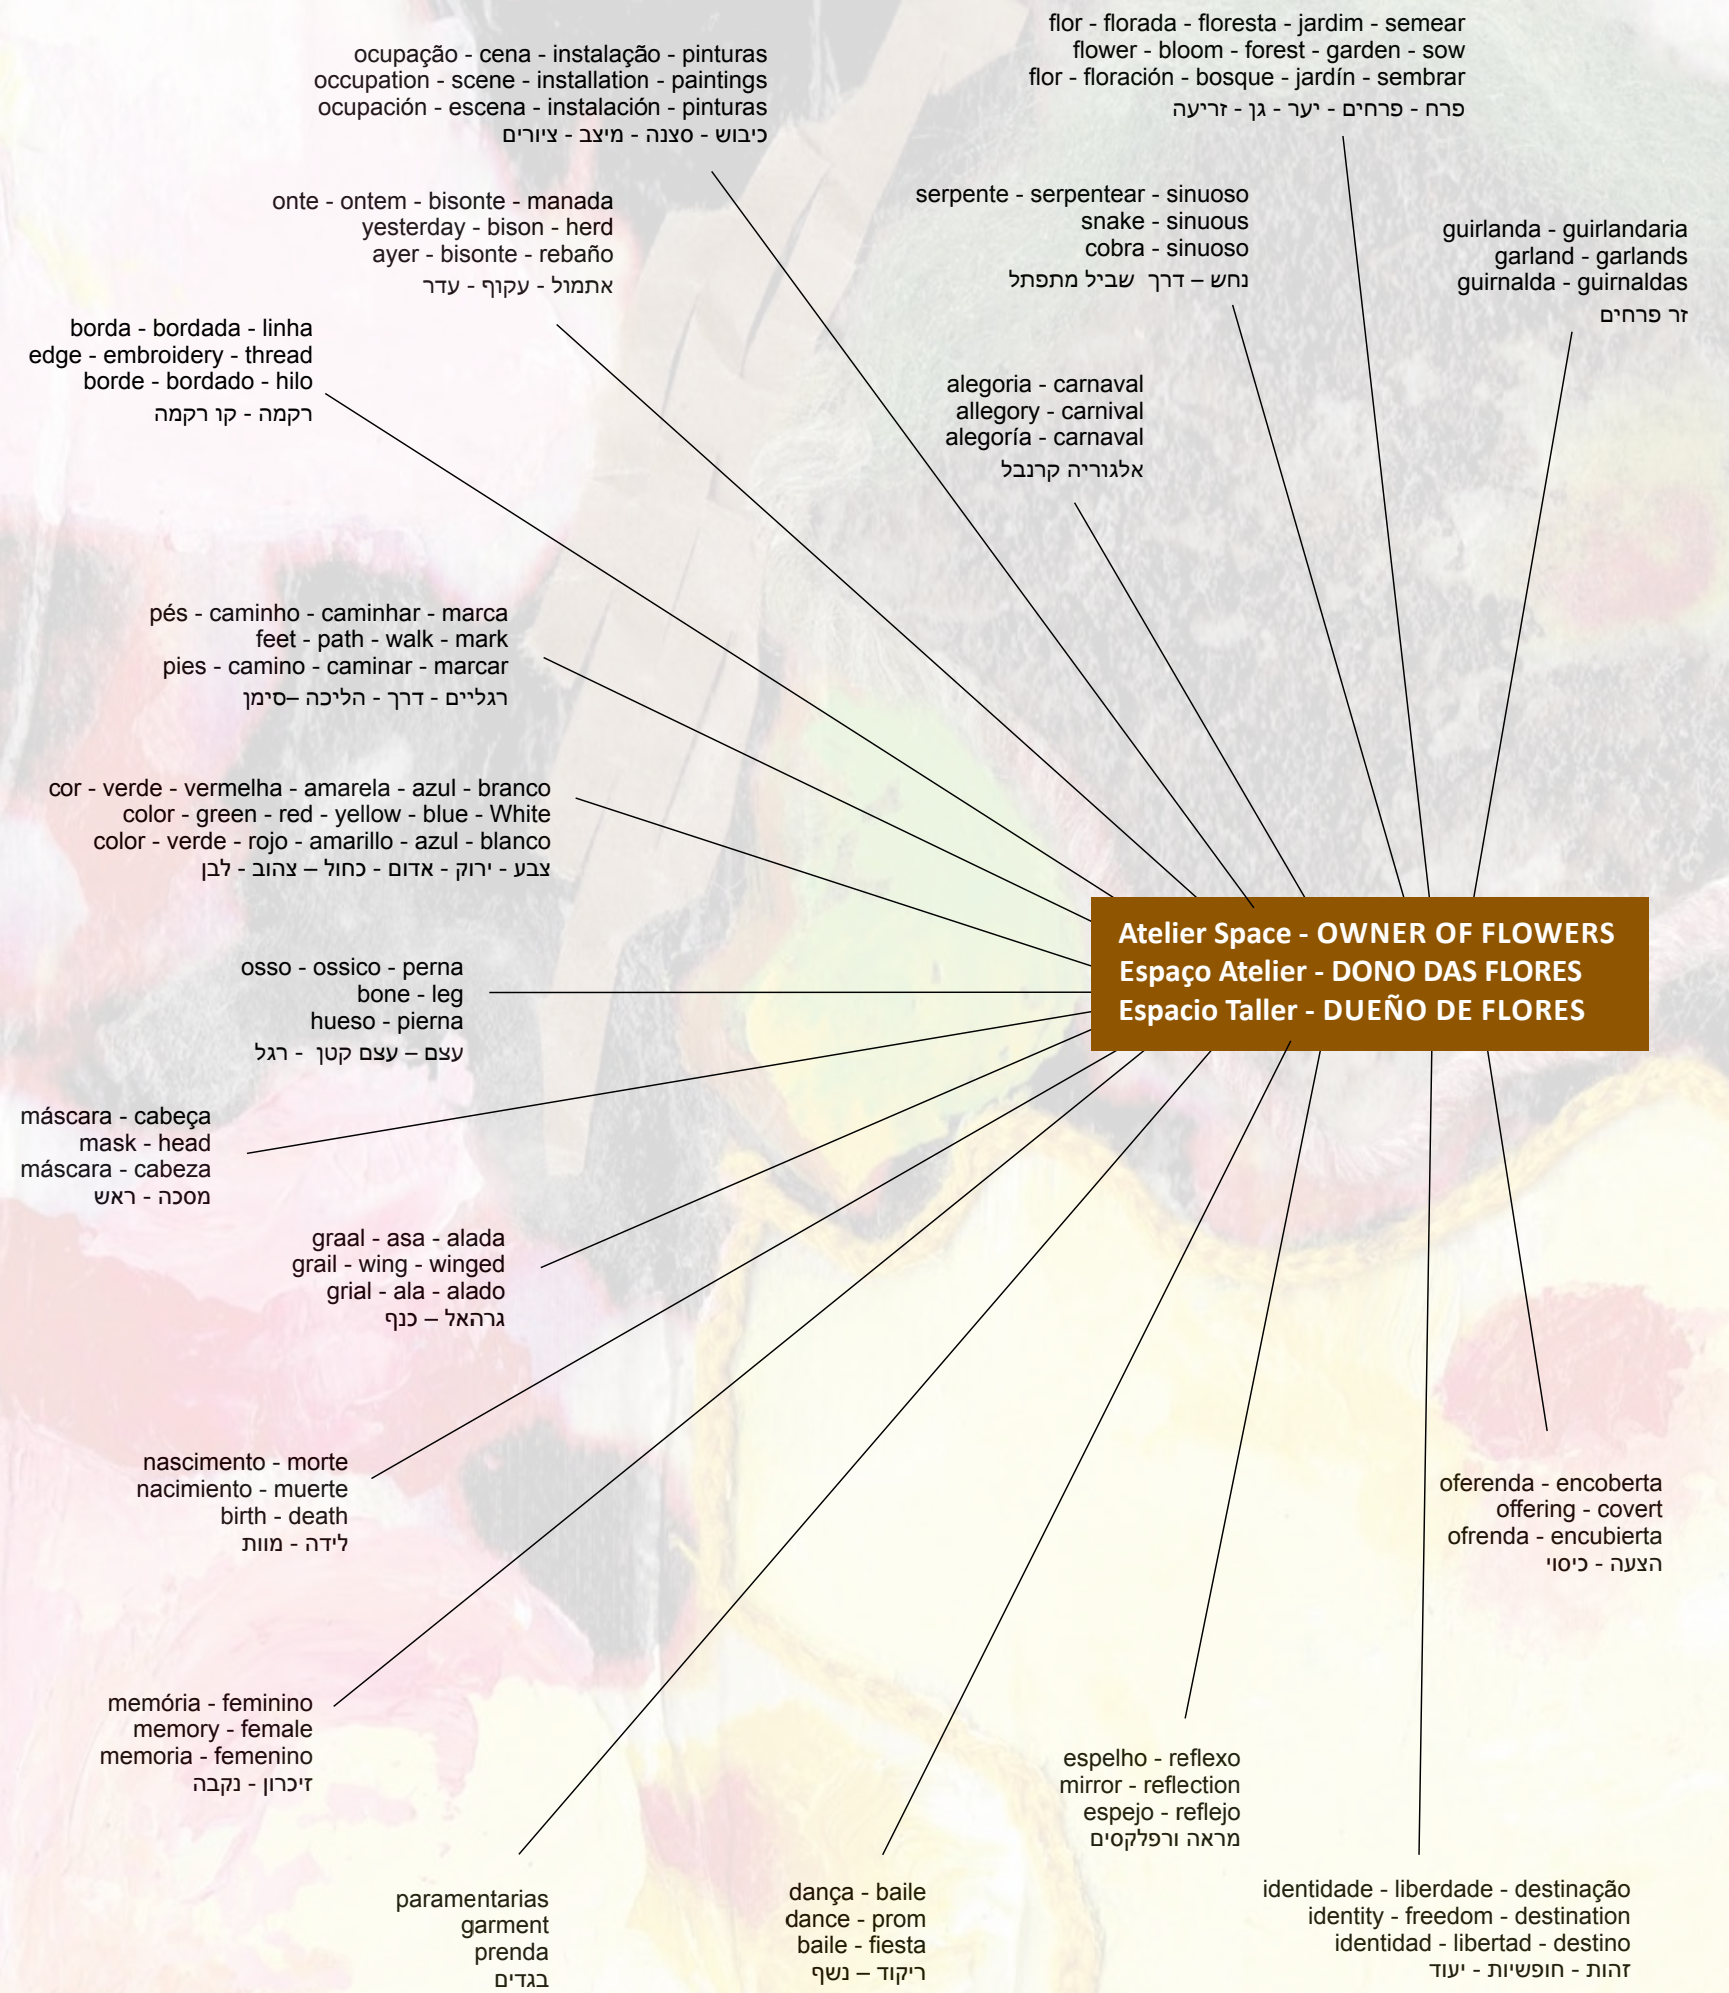 flor - florada - floresta - jardim - semear
flower - bloom - forest - garden - sow
flor - floración - bosque - jardín - sembrar
פרח - פרחים - יער - גן - זריעה
ocupação - cena - instalação - pinturas
occupation - scene - installation - paintings
ocupación - escena - instalación - pinturas
כיבוש - סצנה - מיצב - ציורים
onte - ontem - bisonte - manada
yesterday - bison - herd
ayer - bisonte - rebaño
אתמול - עקוף - עדר
serpente - serpentear - sinuoso
snake - sinuous
cobra - sinuoso
נחש – דרך שביל מתפתל
guirlanda - guirlandaria
garland - garlands
guirnalda - guirnaldas
זר פרחים
borda - bordada - linha
edge - embroidery - thread
borde - bordado - hilo
רקמה - קו רקמה
alegoria - carnaval
allegory - carnival
alegoría - carnaval
אלגוריה קרנבל
pés - caminho - caminhar - marca
feet - path - walk - mark
pies - camino - caminar - marcar
רגליים - דרך - הליכה –סימן
cor - verde - vermelha - amarela - azul - branco
color - green - red - yellow - blue - White
color - verde - rojo - amarillo - azul - blanco
צבע - ירוק - אדום - כחול – צהוב - לבן
Atelier Space - OWNER OF FLOWERS
Espaço Atelier - DONO DAS FLORES
Espacio Taller - DUEÑO DE FLORES
osso - ossico - perna
bone - leg
hueso - pierna
עצם – עצם קטן - רגל
máscara - cabeça
mask - head
máscara - cabeza
מסכה - ראש
graal - asa - alada
grail - wing - winged
grial - ala - alado
גרהאל – כנף
nascimento - morte
nacimiento - muerte
birth - death
לידה - מוות
oferenda - encoberta
offering - covert
ofrenda - encubierta
הצעה - כיסוי
memória - feminino
memory - female
memoria - femenino
זיכרון - נקבה
espelho - reflexo
mirror - reflection
espejo - reflejo
מראה ורפלקסים
paramentarias
garment
prenda
בגדים
dança - baile
dance - prom
baile - fiesta
ריקוד – נשף
identidade - liberdade - destinação
identity - freedom - destination
identidad - libertad - destino
זהות - חופשיות - יעוד